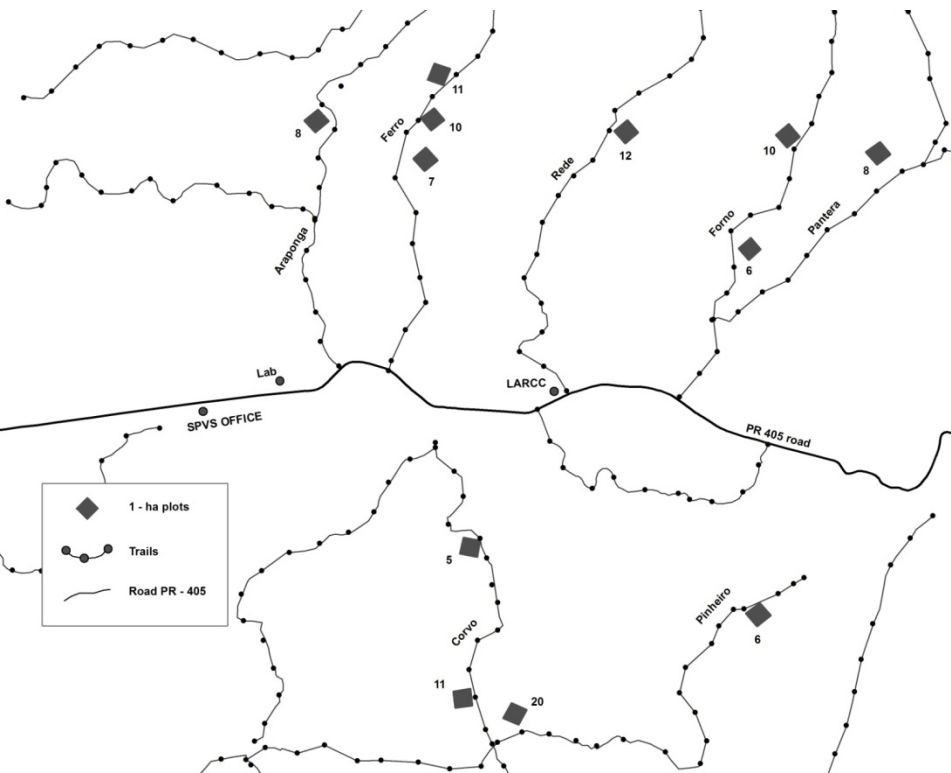 11
8
Ferro
10
7
12
Rede
10
8
Forno
Pantera
6
Araponga
Lab
LARCC
SPVS OFFICE
PR 405 road
1 - ha plots
Trails
Road PR - 405
5
Corvo
Pinheiro
6
11
20